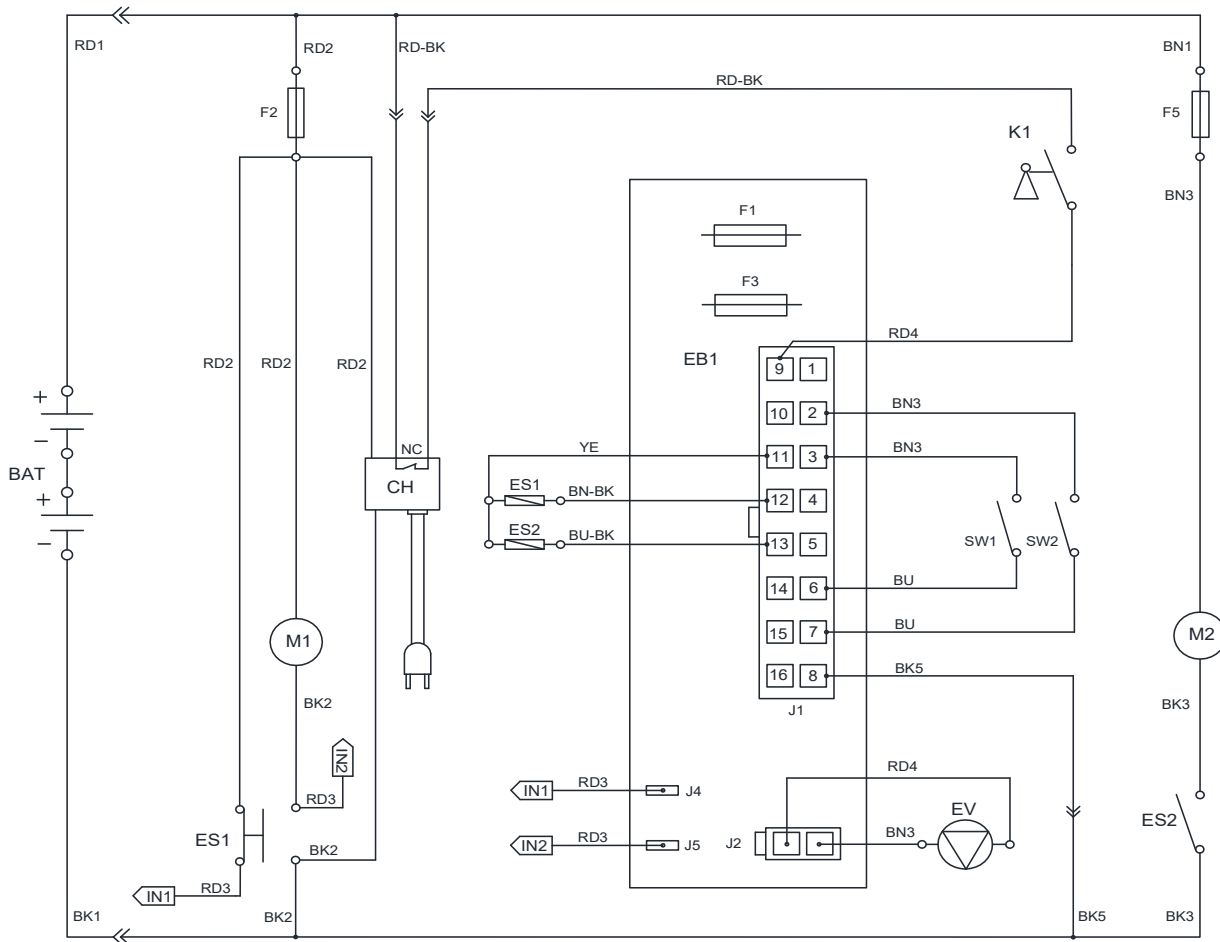 RD1
RD2
RD-BK
BN1
RD-BK
F2
F5
K1
BN3
F1
F3
RD4
EB1
RD2
RD2
RD2
9 1
+
10 2
BN3
−
NC
YE
11 3
BN3
BAT
CH
ES1
BN-BK
12 4
+
ES2
BU-BK
13 5
SW1
SW2
−
14 6
BU
15 7
BU
M1
M2
16 8
BK5
J1
BK2
BK3
IN2
RD3
IN1
RD3
J4
RD4
EV
ES1
BK2
IN2
RD3
J5
J2
BN3
ES2
IN1
RD3
BK1
BK2
BK5
BK3